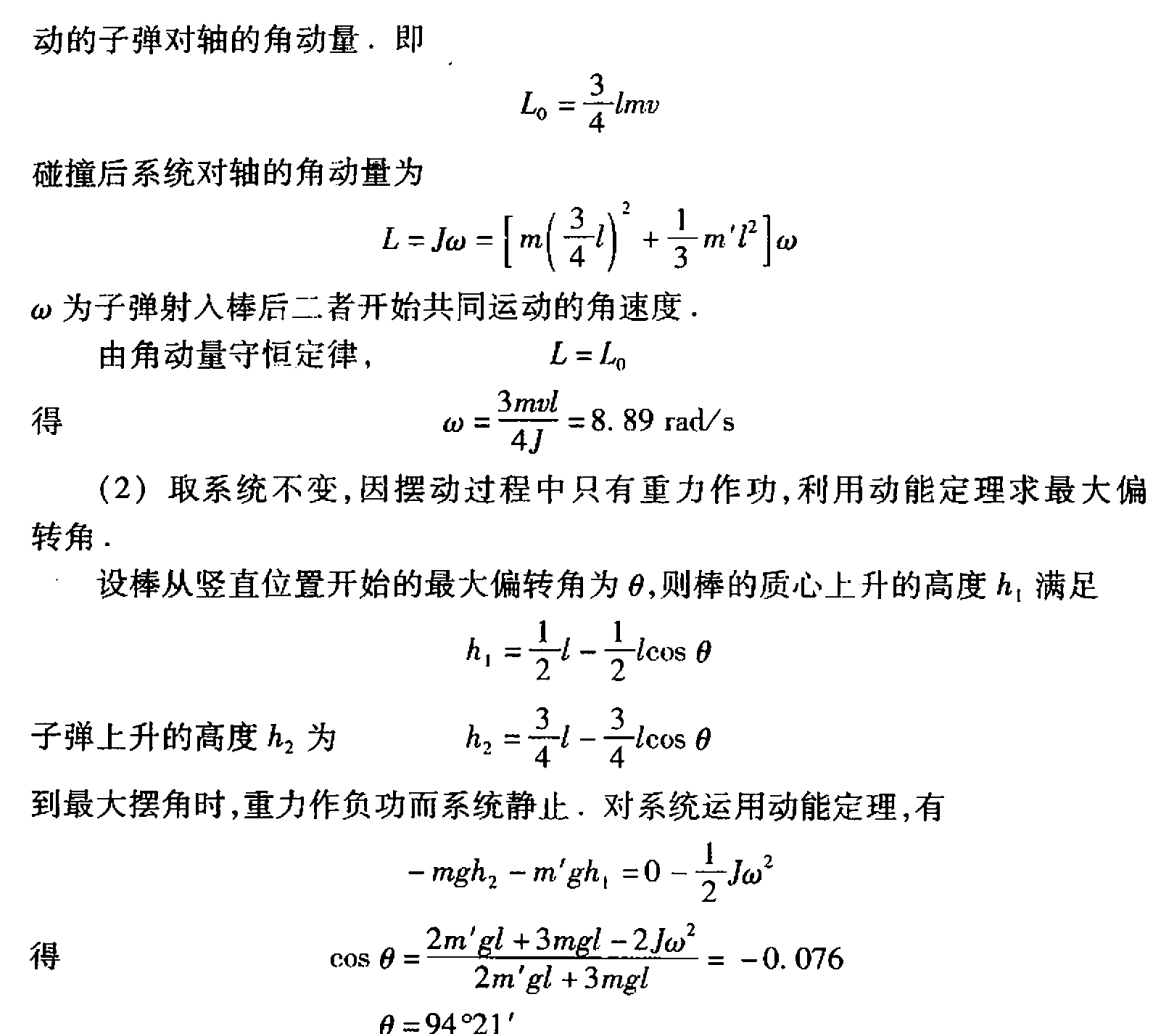 动的子弹对轴的角动量．即
L₀ = 3/4 lmv
碰撞后系统对轴的角动量为
L = Jω = [m(3/4 l)² + 1/3 m′l²]ω
ω 为子弹射入棒后二者开始共同运动的角速度．
由角动量守恒定律， L = L₀
得 ω = 3mvl/4J = 8.89 rad/s
(2) 取系统不变，因摆动过程中只有重力作功，利用动能定理求最大偏
转角．
设棒从竖直位置开始的最大偏转角为 θ，则棒的质心上升的高度 h₁ 满足
h₁ = 1/2 l − 1/2 lcos θ
子弹上升的高度 h₂ 为 h₂ = 3/4 l − 3/4 lcos θ
到最大摆角时，重力作负功而系统静止．对系统运用动能定理，有
− mgh₂ − m′gh₁ = 0 − 1/2 Jω²
得 cos θ = (2m′gl + 3mgl − 2Jω²)/(2m′gl + 3mgl) = −0.076
θ = 94°21′